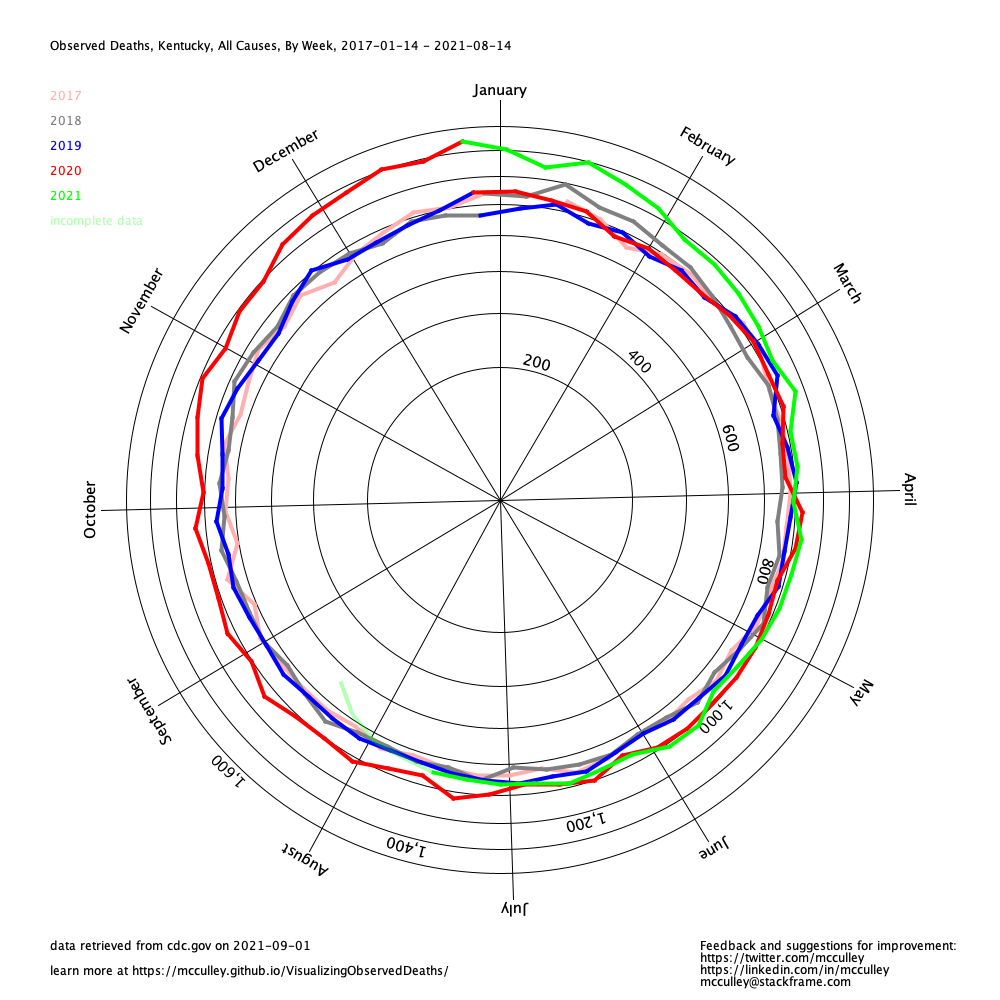 Observed Deaths, Kentucky, All Causes, By Week, 2017-01-14 - 2021-08-14
January
2017
2018
2019
2020
2021
incomplete data
December
February
November
March
200
400
600
October
April
800
September
May
1,000
1,600
1,400
1,200
August
June
July
data retrieved from cdc.gov on 2021-09-01
learn more at https://mcculley.github.io/VisualizingObservedDeaths/
Feedback and suggestions for improvement:
https://twitter.com/mcculley
https://linkedin.com/in/mcculley
mcculley@stackframe.com